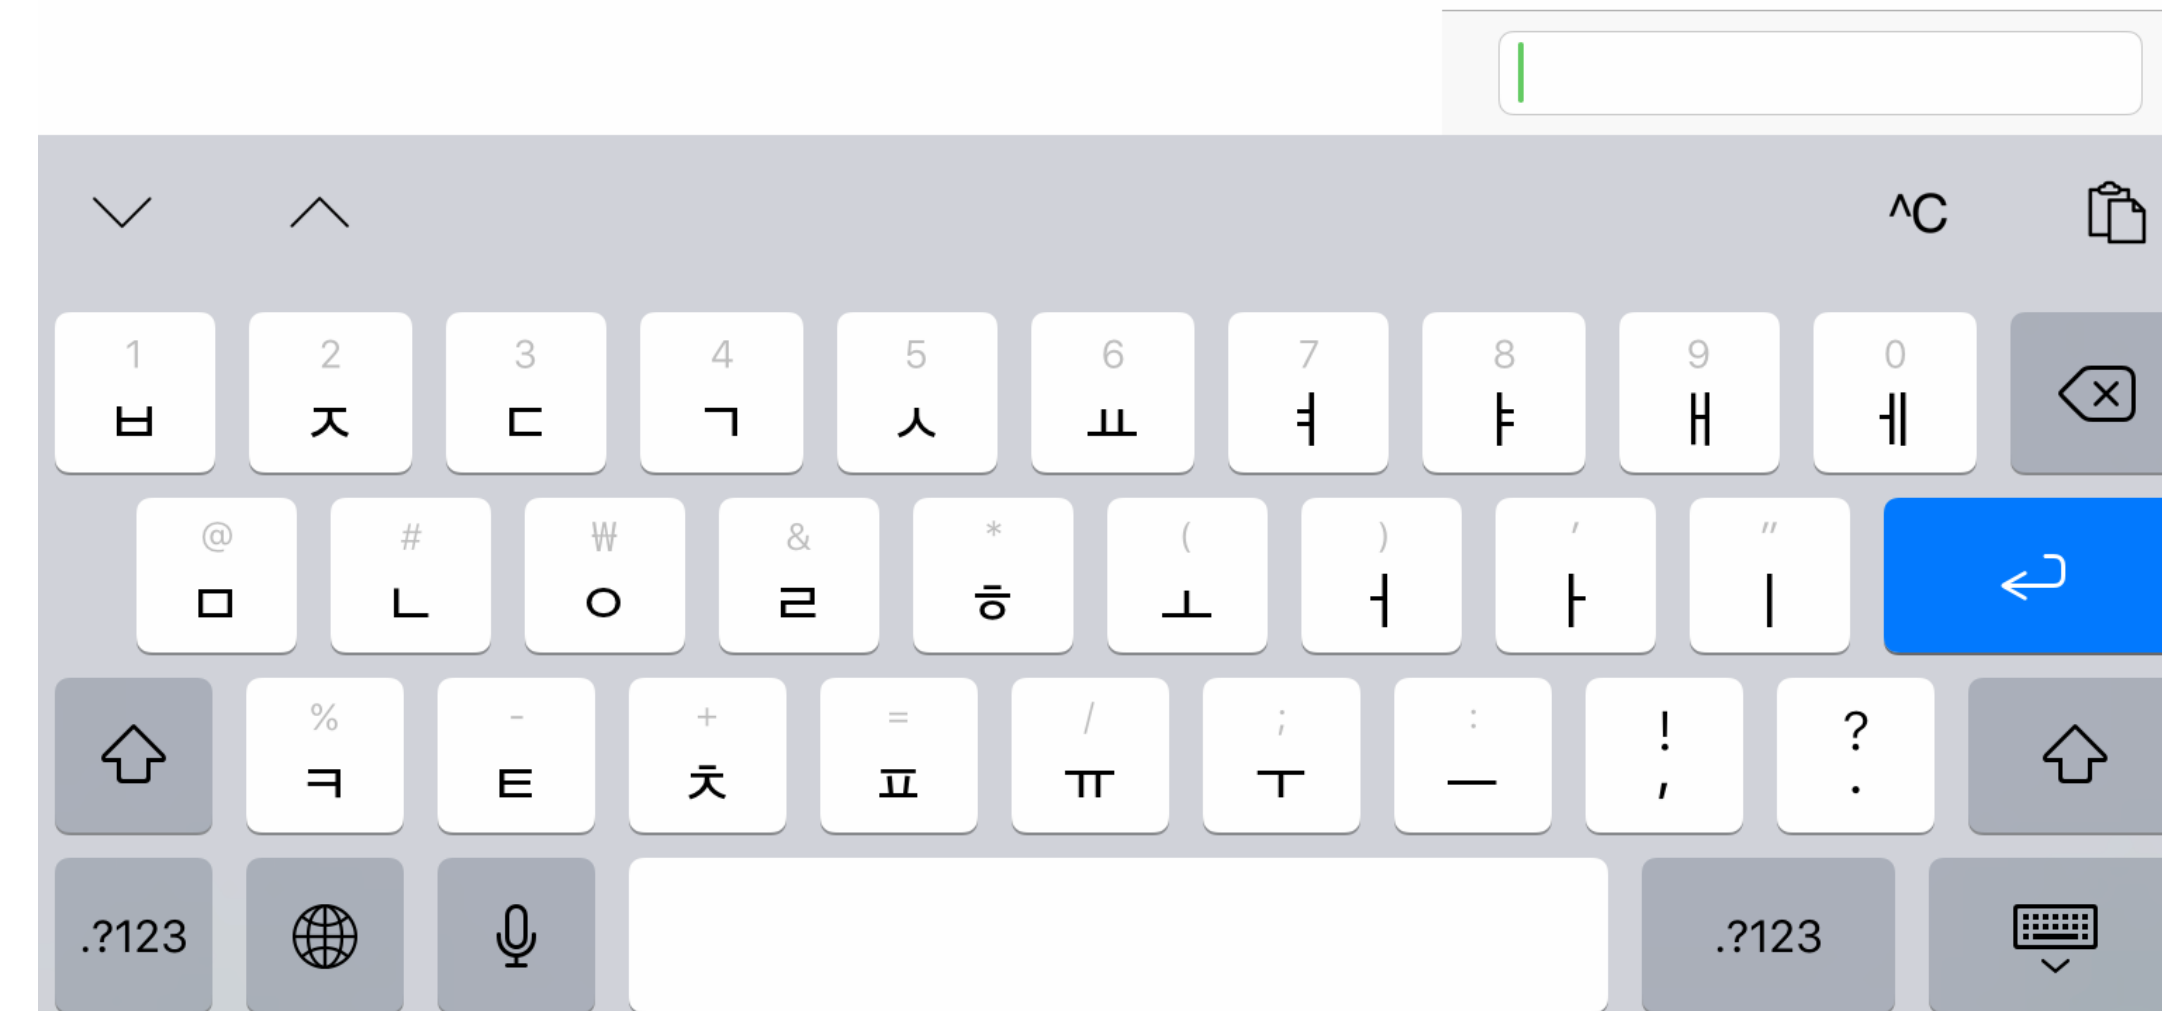 ^C
1 2 3 4 5 6 7 8 9 0
ㅂ ㅈ ㄷ ㄱ ㅅ ㅛ ㅕ ㅑ ㅐ ㅔ
@ # ₩ & * ( ) ' "
ㅁ ㄴ ㅇ ㄹ ㅎ ㅗ ㅓ ㅏ ㅣ
% - + = / ; : ! ?
ㅋ ㅌ ㅊ ㅍ ㅠ ㅜ ㅡ , .
.?123 .?123